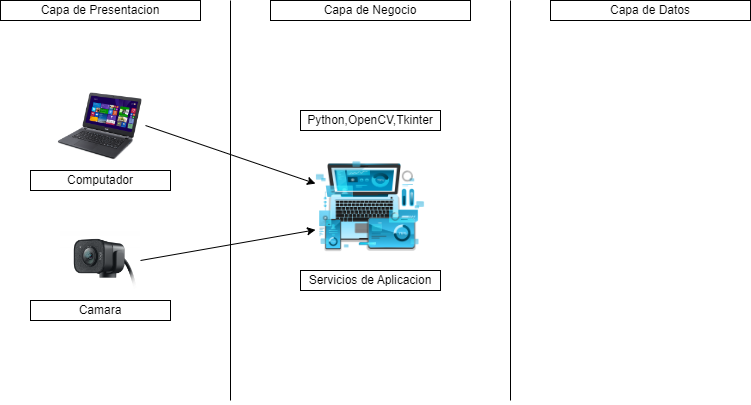 Capa de Presentacion
Capa de Negocio
Capa de Datos
Python,OpenCV,Tkinter
Computador
Servicios de Aplicacion
Camara